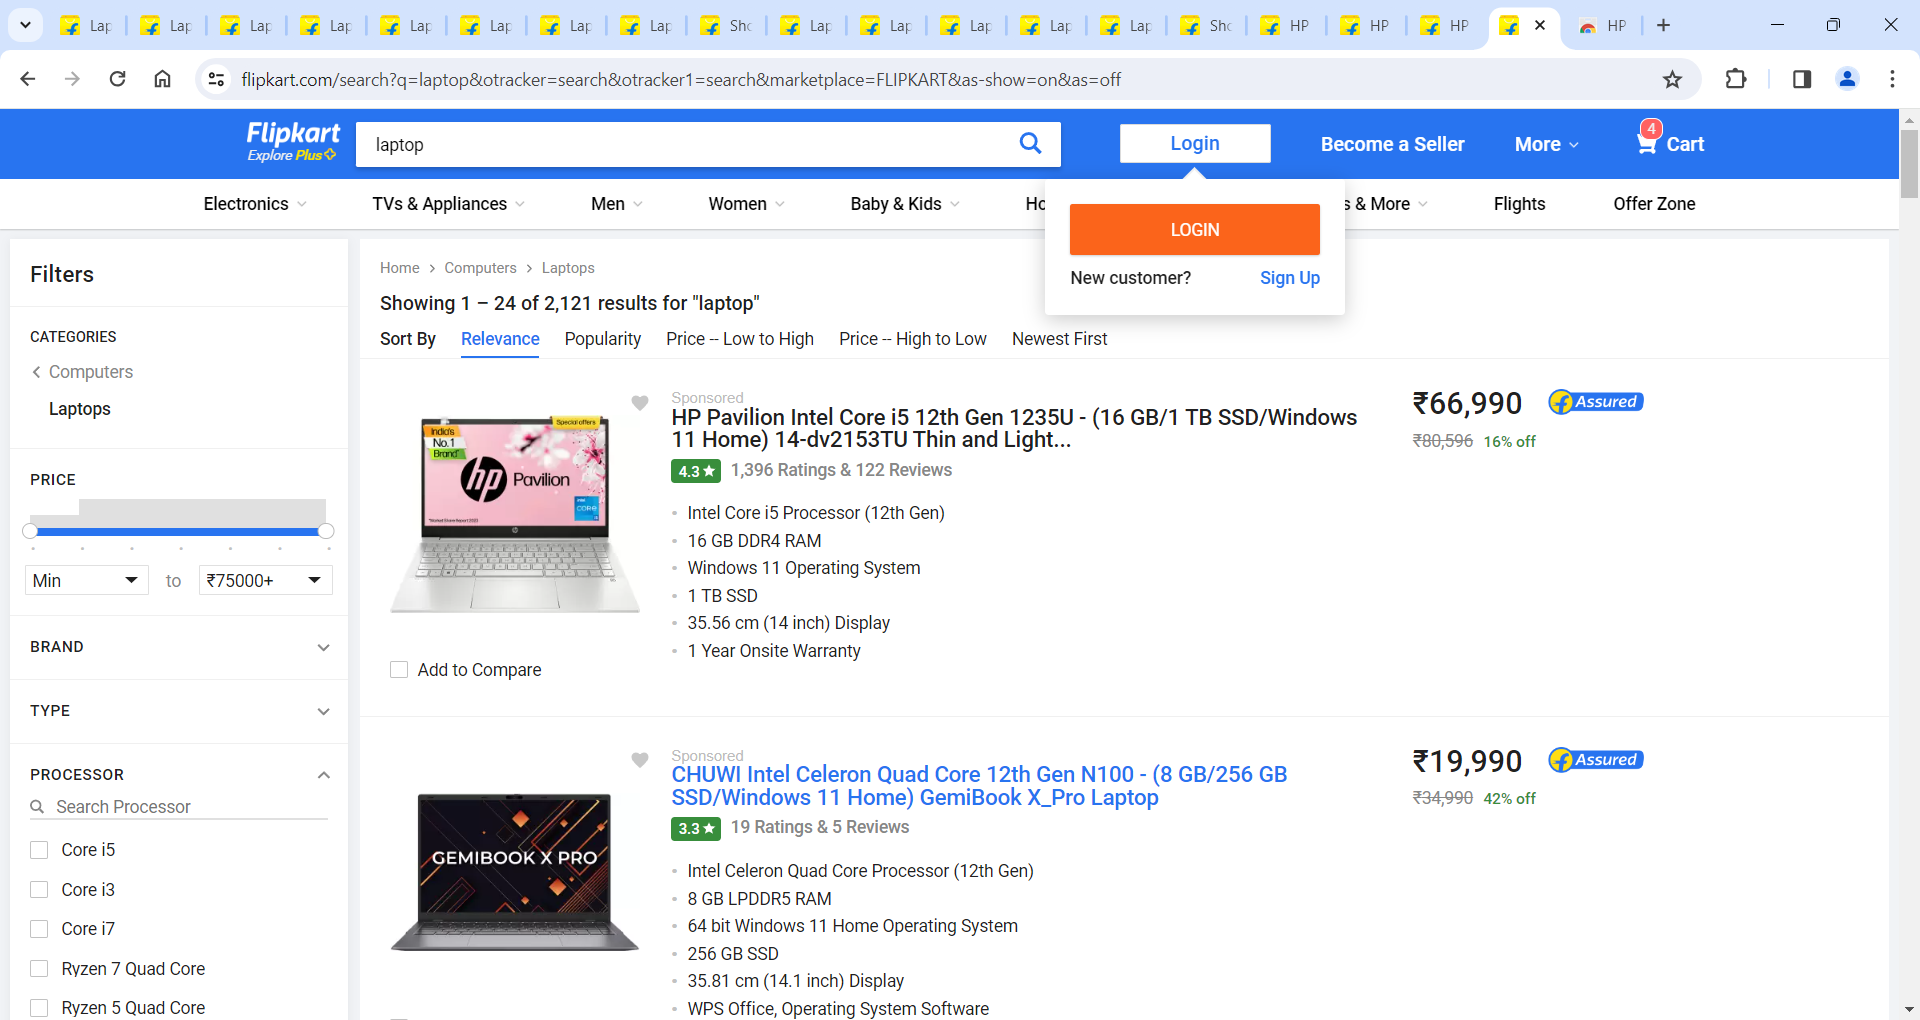 Lap Lap Lap Lap Lap Lap Lap Lap Sho Lap Lap Lap Lap Lap Sho HP HP HP HP
flipkart.com/search?q=laptop&otracker=search&otracker1=search&marketplace=FLIPKART&as-show=on&as=off
Flipkart
Explore Plus
laptop
Login
Become a Seller
More
4
Cart
Electronics
TVs & Appliances
Men
Women
Baby & Kids
Ho
s & More
Flights
Offer Zone
LOGIN
New customer? Sign Up
Filters
CATEGORIES
Computers
Laptops
PRICE
Min to ₹75000+
BRAND
TYPE
PROCESSOR
Search Processor
Core i5
Core i3
Core i7
Ryzen 7 Quad Core
Ryzen 5 Quad Core
Home > Computers > Laptops
Showing 1 – 24 of 2,121 results for "laptop"
Sort By Relevance Popularity Price -- Low to High Price -- High to Low Newest First
Special offers
India's
No.1
Brand*
hp Pavilion
intel
CORE
Add to Compare
Sponsored
HP Pavilion Intel Core i5 12th Gen 1235U - (16 GB/1 TB SSD/Windows
11 Home) 14-dv2153TU Thin and Light...
4.3 ★ 1,396 Ratings & 122 Reviews
Intel Core i5 Processor (12th Gen)
16 GB DDR4 RAM
Windows 11 Operating System
1 TB SSD
35.56 cm (14 inch) Display
1 Year Onsite Warranty
₹66,990 Assured
₹80,596 16% off
GEMIBOOK X PRO
Sponsored
CHUWI Intel Celeron Quad Core 12th Gen N100 - (8 GB/256 GB
SSD/Windows 11 Home) GemiBook X_Pro Laptop
3.3 ★ 19 Ratings & 5 Reviews
Intel Celeron Quad Core Processor (12th Gen)
8 GB LPDDR5 RAM
64 bit Windows 11 Home Operating System
256 GB SSD
35.81 cm (14.1 inch) Display
WPS Office, Operating System Software
₹19,990 Assured
₹34,990 42% off